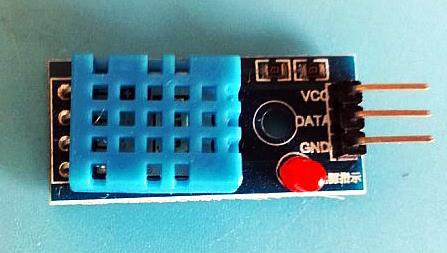 VCC
DATA
GND